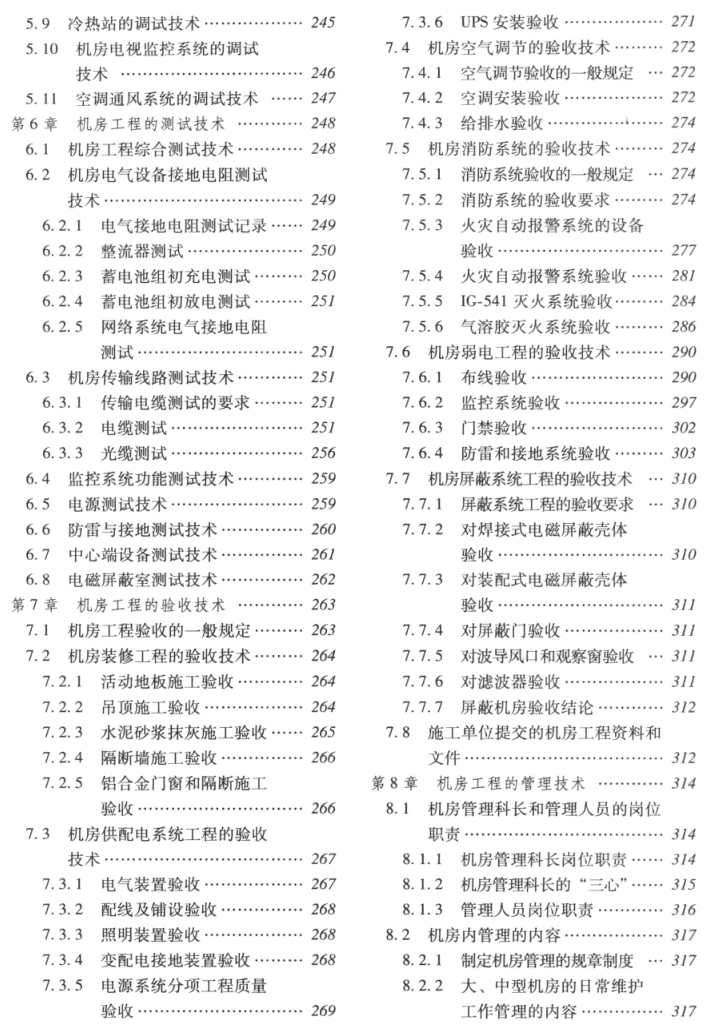 5.9 冷热站的调试技术 ……………… 245
5.10 机房电视监控系统的调试
技术 …………………………… 246
5.11 空调通风系统的调试技术 …… 247
第6章 机房工程的测试技术 ………… 248
6.1 机房工程综合测试技术………… 248
6.2 机房电气设备接地电阻测试
技术……………………………… 249
6.2.1 电气接地电阻测试记录…… 249
6.2.2 整流器测试………………… 250
6.2.3 蓄电池组初充电测试……… 250
6.2.4 蓄电池组初放电测试……… 251
6.2.5 网络系统电气接地电阻
测试………………………… 251
6.3 机房传输线路测试技术………… 251
6.3.1 传输电缆测试的要求……… 251
6.3.2 电缆测试…………………… 251
6.3.3 光缆测试…………………… 256
6.4 监控系统功能测试技术………… 259
6.5 电源测试技术…………………… 259
6.6 防雷与接地测试技术…………… 260
6.7 中心端设备测试技术…………… 261
6.8 电磁屏蔽室测试技术…………… 262
第7章 机房工程的验收技术 ………… 263
7.1 机房工程验收的一般规定……… 263
7.2 机房装修工程的验收技术……… 264
7.2.1 活动地板施工验收………… 264
7.2.2 吊顶施工验收……………… 264
7.2.3 水泥砂浆抹灰施工验收…… 265
7.2.4 隔断墙施工验收…………… 266
7.2.5 铝合金门窗和隔断施工
验收………………………… 266
7.3 机房供配电系统工程的验收
技术……………………………… 267
7.3.1 电气装置验收……………… 267
7.3.2 配线及铺设验收…………… 268
7.3.3 照明装置验收……………… 268
7.3.4 变配电接地装置验收……… 268
7.3.5 电源系统分项工程质量
验收………………………… 269
7.3.6 UPS安装验收……………… 271
7.4 机房空气调节的验收技术……… 272
7.4.1 空气调节验收的一般规定 … 272
7.4.2 空调安装验收……………… 272
7.4.3 给排水验收………………… 274
7.5 机房消防系统的验收技术……… 274
7.5.1 消防系统验收的一般规定 … 274
7.5.2 消防系统的验收要求……… 274
7.5.3 火灾自动报警系统的设备
验收………………………… 277
7.5.4 火灾自动报警系统验收…… 281
7.5.5 IG-541灭火系统验收……… 284
7.5.6 气溶胶灭火系统验收……… 286
7.6 机房弱电工程的验收技术……… 290
7.6.1 布线验收…………………… 290
7.6.2 监控系统验收……………… 297
7.6.3 门禁验收…………………… 302
7.6.4 防雷和接地系统验收……… 303
7.7 机房屏蔽系统工程的验收技术 … 310
7.7.1 屏蔽系统工程的验收要求 … 310
7.7.2 对焊接式电磁屏蔽壳体
验收………………………… 310
7.7.3 对装配式电磁屏蔽壳体
验收………………………… 311
7.7.4 对屏蔽门验收……………… 311
7.7.5 对波导风口和观察窗验收 … 311
7.7.6 对滤波器验收……………… 311
7.7.7 屏蔽机房验收结论………… 312
7.8 施工单位提交的机房工程资料和
文件……………………………… 312
第8章 机房工程的管理技术 ………… 314
8.1 机房管理科长和管理人员的岗位
职责……………………………… 314
8.1.1 机房管理科长岗位职责…… 314
8.1.2 机房管理科长的“三心”…… 315
8.1.3 管理人员岗位职责………… 316
8.2 机房内管理的内容……………… 317
8.2.1 制定机房管理的规章制度 … 317
8.2.2 大、中型机房的日常维护
工作管理的内容…………… 317